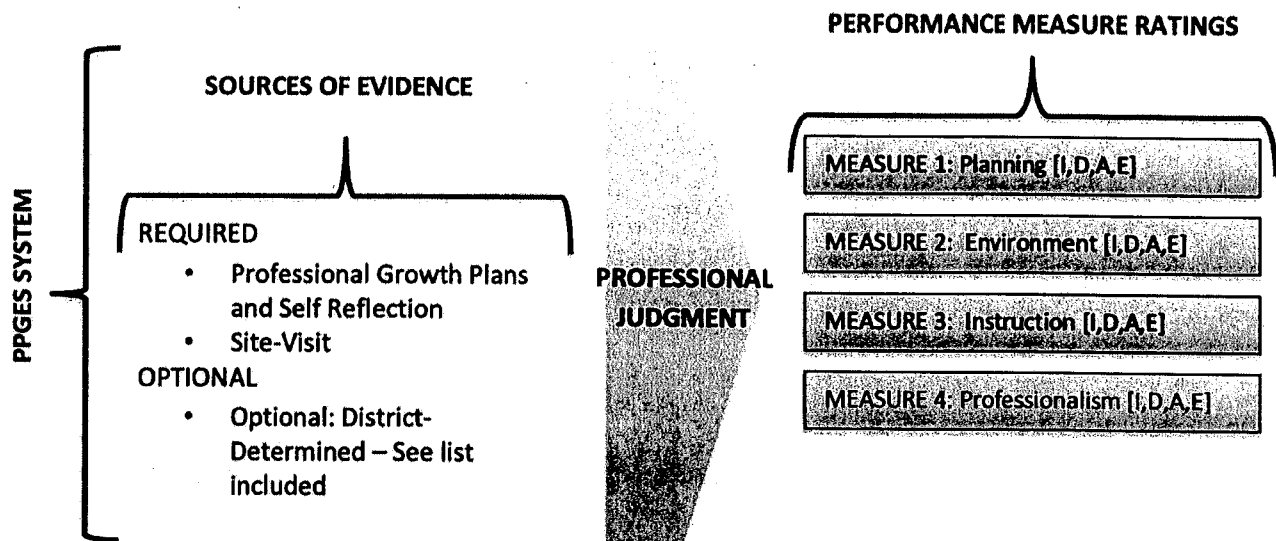 PPGES SYSTEM
SOURCES OF EVIDENCE
REQUIRED
• Professional Growth Plans
and Self Reflection
• Site-Visit
OPTIONAL
• Optional: District-
Determined – See list
included
PROFESSIONAL
JUDGMENT
PERFORMANCE MEASURE RATINGS
MEASURE 1: Planning [I,D,A,E]
MEASURE 2: Environment [I,D,A,E]
MEASURE 3: Instruction [I,D,A,E]
MEASURE 4: Professionalism [I,D,A,E]